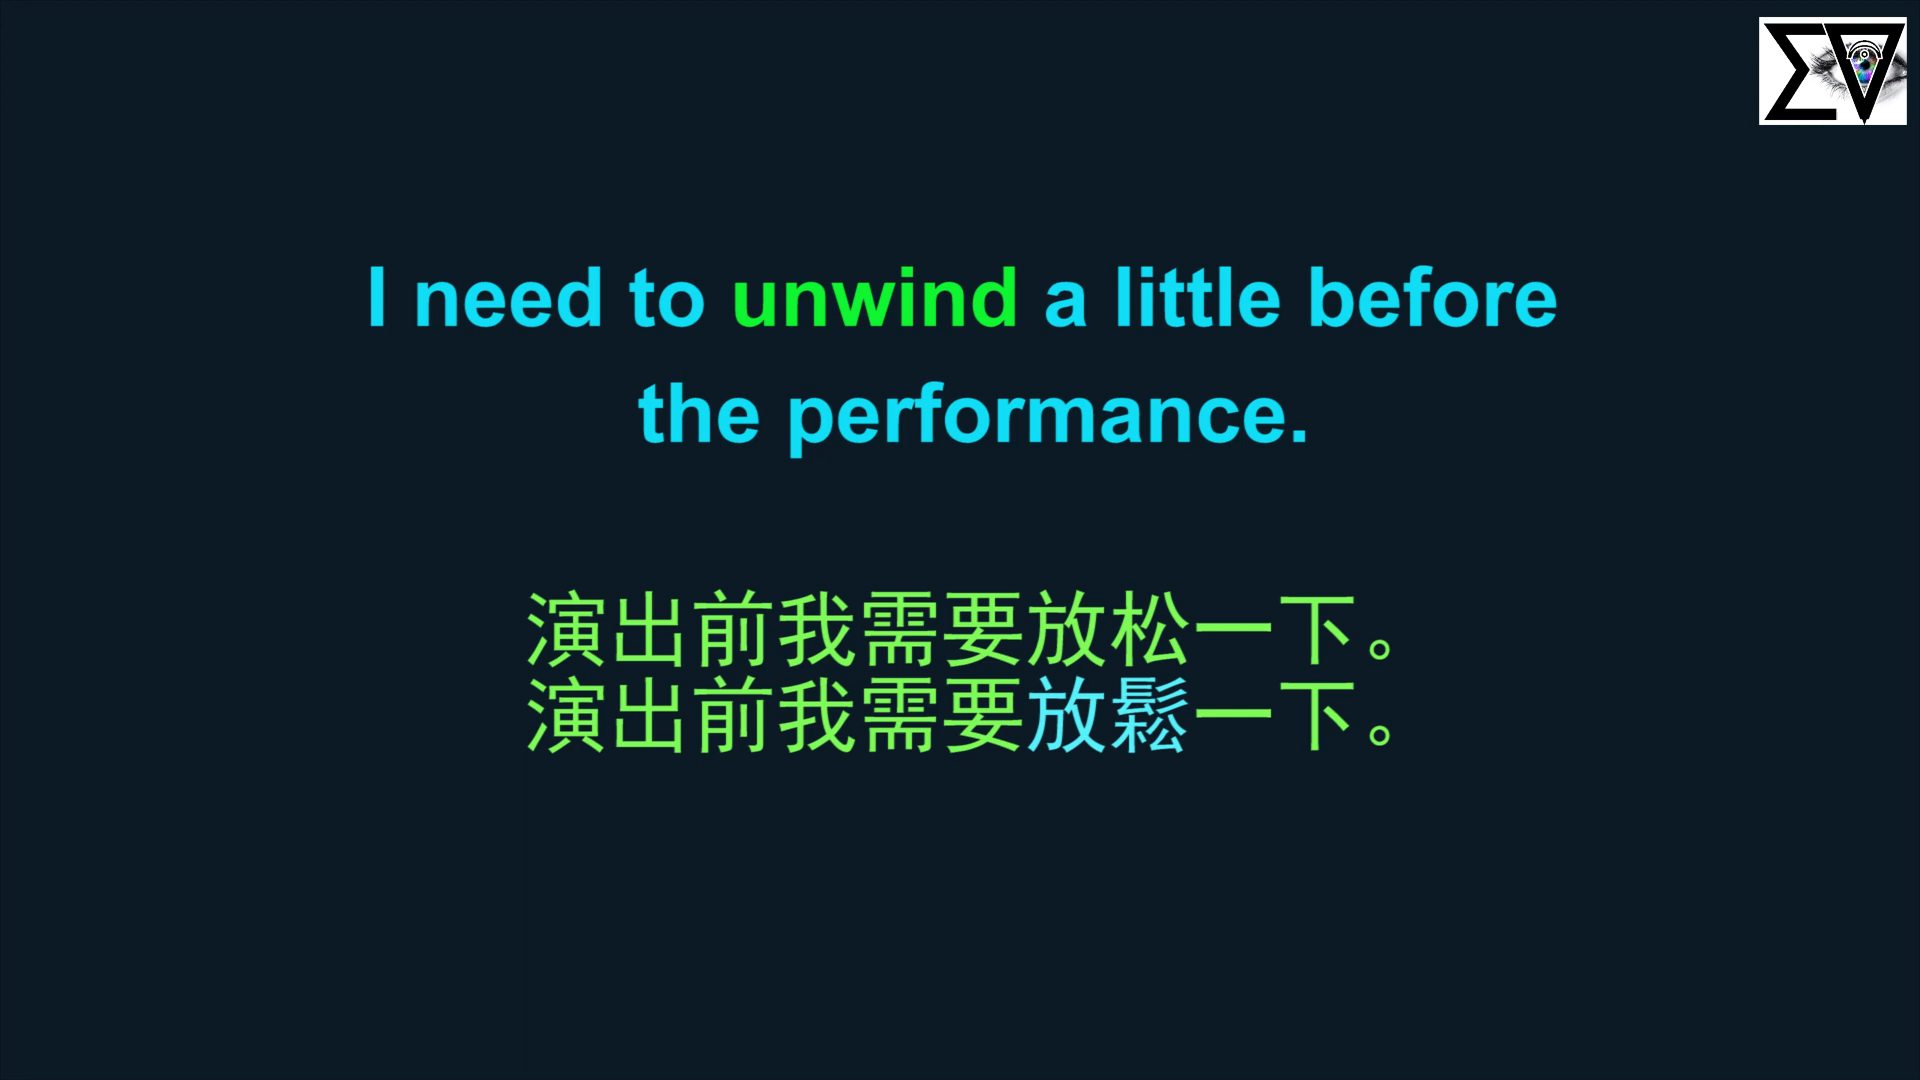 I need to unwind a little before
the performance.
演出前我需要放松一下。
演出前我需要放鬆一下。